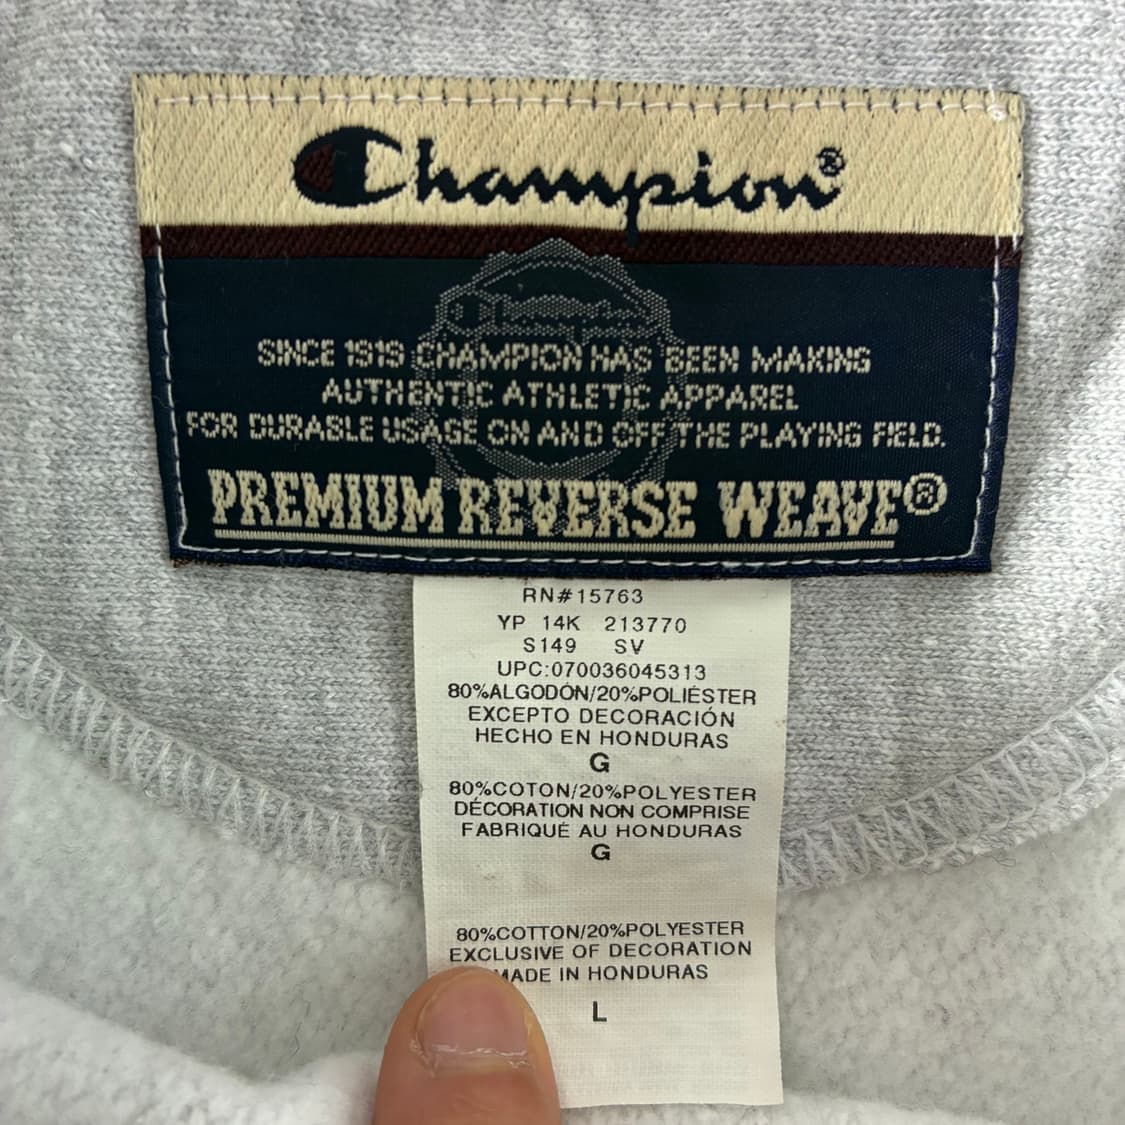 Champion®
Champion
SINCE 1919 CHAMPION HAS BEEN MAKING
AUTHENTIC ATHLETIC APPAREL
FOR DURABLE USAGE ON AND OFF THE PLAYING FIELD.
PREMIUM REVERSE WEAVE®
RN#15763
YP 14K 213770
S149 SV
UPC:070036045313
80%ALGODÓN/20%POLIÉSTER
EXCEPTO DECORACIÓN
HECHO EN HONDURAS
G
80%COTON/20%POLYESTER
DÉCORATION NON COMPRISE
FABRIQUÉ AU HONDURAS
G
80%COTTON/20%POLYESTER
EXCLUSIVE OF DECORATION
MADE IN HONDURAS
L